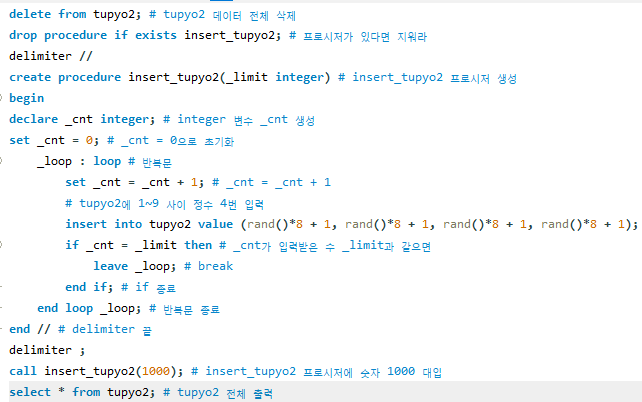 delete from tupyo2; # tupyo2 데이터 전체 삭제
drop procedure if exists insert_tupyo2; # 프로시저가 있다면 지워라
delimiter //
create procedure insert_tupyo2(_limit integer) # insert_tupyo2 프로시저 생성
begin
declare _cnt integer; # integer 변수 _cnt 생성
set _cnt = 0; # _cnt = 0으로 초기화
    _loop : loop # 반복문
        set _cnt = _cnt + 1; # _cnt = _cnt + 1
        # tupyo2에 1~9 사이 정수 4번 입력
        insert into tupyo2 value (rand()*8 + 1, rand()*8 + 1, rand()*8 + 1, rand()*8 + 1);
        if _cnt = _limit then # _cnt가 입력받은 수 _limit과 같으면
            leave _loop; # break
        end if; # if 종료
    end loop _loop; # 반복문 종료
end // # delimiter 끝
delimiter ;
call insert_tupyo2(1000); # insert_tupyo2 프로시저에 숫자 1000 대입
select * from tupyo2; # tupyo2 전체 출력